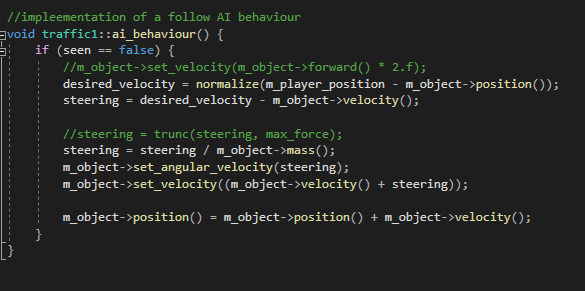 //impleementation of a follow AI behaviour
void traffic1::ai_behaviour() {
if (seen == false) {
//m_object->set_velocity(m_object->forward() * 2.f);
desired_velocity = normalize(m_player_position - m_object->position());
steering = desired_velocity - m_object->velocity();
//steering = trunc(steering, max_force);
steering = steering / m_object->mass();
m_object->set_angular_velocity(steering);
m_object->set_velocity((m_object->velocity() + steering));
m_object->position() = m_object->position() + m_object->velocity();
}
}